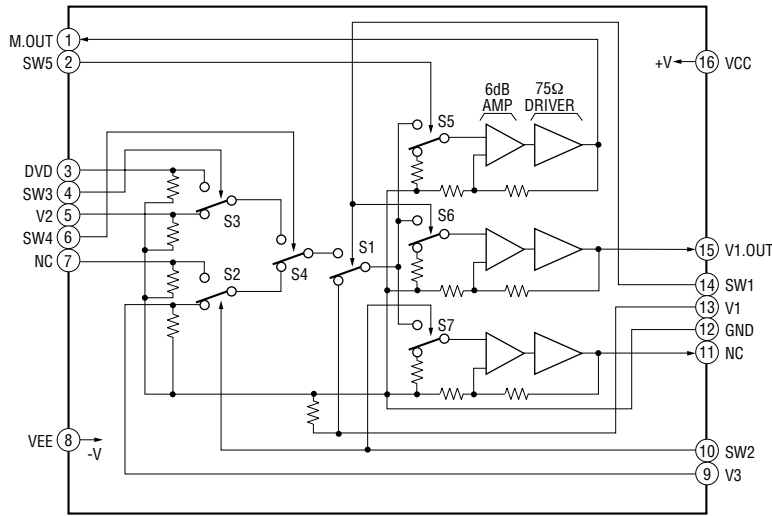 M.OUT 1
SW5 2
DVD 3
SW3 4
V2 5
SW4 6
NC 7
VEE 8
-V
S3
S2
S4
S1
S5
S6
S7
6dB
AMP
75Ω
DRIVER
+V 16 VCC
15 V1.OUT
14 SW1
13 V1
12 GND
11 NC
10 SW2
9 V3